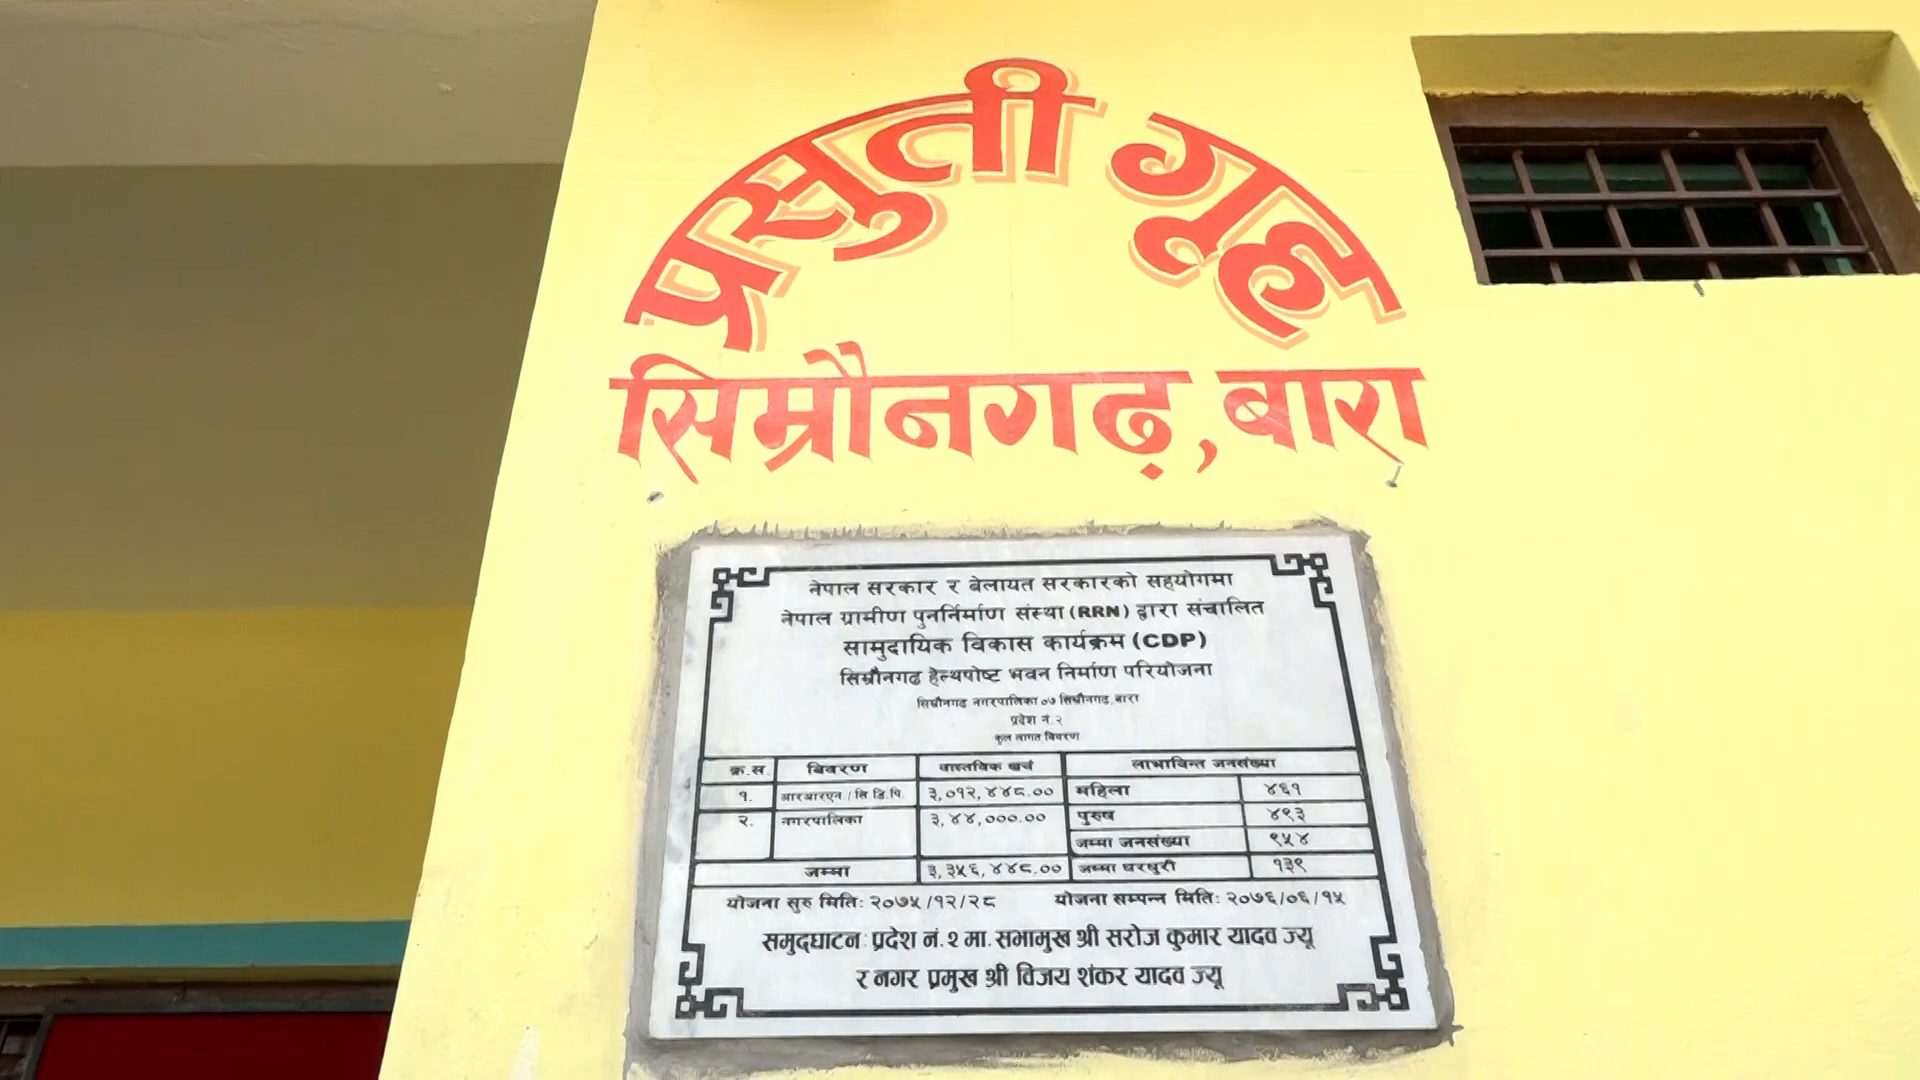 प्रसुती गृह
सिम्रौनगढ़, बारा
नेपाल सरकार र बेलायत सरकारको सहयोगमा
नेपाल ग्रामीण पुनर्निर्माण संस्था (RRN) द्वारा संचालित
सामुदायिक विकास कार्यक्रम (CDP)
सिम्रौनगढ हेल्थपोष्ट भवन निर्माण परियोजना
सिम्रौनगढ नगरपालिका ०७ सिम्रौनगढ, बारा
प्रदेश नं. २
कुल लागत विवरण
क्र.स. बिवरण वास्तविक खर्च लाभाविन्त जनसंख्या
१. आरआरएन / सि.डि.पि. ३,०१२,४४८.०० महिला ४६१
२. नगरपालिका ३,४४,०००.०० पुरुष ४९३
जम्मा जनसंख्या ९५४
जम्मा ३,३५६,४४८.०० जम्मा घरधुरी १३९
योजना सुरु मिति: २०७५/१२/२८ योजना सम्पन्न मिति: २०७६/०६/१५
समुदघाटन: प्रदेश नं. २ मा. सभामुख श्री सरोज कुमार यादव ज्यू
र नगर प्रमुख श्री विजय शंकर यादव ज्यू